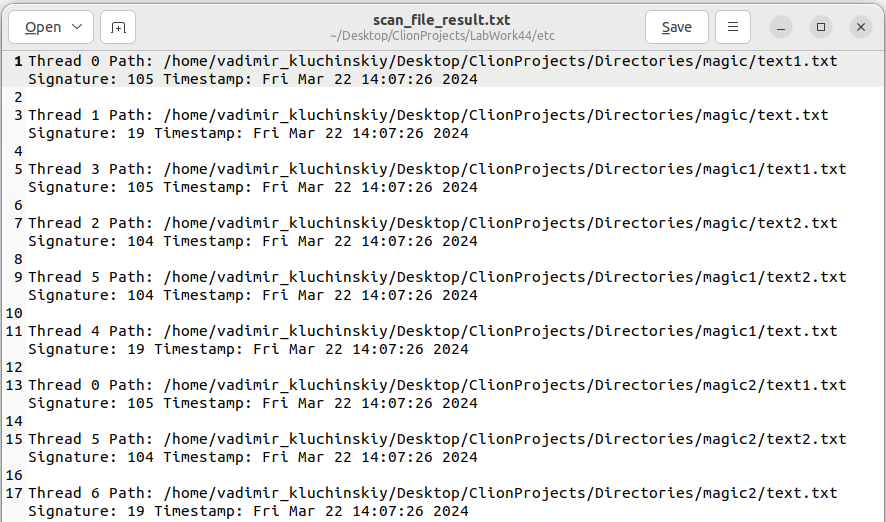 Open
scan_file_result.txt
~/Desktop/ClionProjects/LabWork44/etc
Save
1 Thread 0 Path: /home/vadimir_kluchinskiy/Desktop/ClionProjects/Directories/magic/text1.txt
Signature: 105 Timestamp: Fri Mar 22 14:07:26 2024
2
3 Thread 1 Path: /home/vadimir_kluchinskiy/Desktop/ClionProjects/Directories/magic/text.txt
Signature: 19 Timestamp: Fri Mar 22 14:07:26 2024
4
5 Thread 3 Path: /home/vadimir_kluchinskiy/Desktop/ClionProjects/Directories/magic1/text1.txt
Signature: 105 Timestamp: Fri Mar 22 14:07:26 2024
6
7 Thread 2 Path: /home/vadimir_kluchinskiy/Desktop/ClionProjects/Directories/magic/text2.txt
Signature: 104 Timestamp: Fri Mar 22 14:07:26 2024
8
9 Thread 5 Path: /home/vadimir_kluchinskiy/Desktop/ClionProjects/Directories/magic1/text2.txt
Signature: 104 Timestamp: Fri Mar 22 14:07:26 2024
10
11 Thread 4 Path: /home/vadimir_kluchinskiy/Desktop/ClionProjects/Directories/magic1/text.txt
Signature: 19 Timestamp: Fri Mar 22 14:07:26 2024
12
13 Thread 0 Path: /home/vadimir_kluchinskiy/Desktop/ClionProjects/Directories/magic2/text1.txt
Signature: 105 Timestamp: Fri Mar 22 14:07:26 2024
14
15 Thread 5 Path: /home/vadimir_kluchinskiy/Desktop/ClionProjects/Directories/magic2/text2.txt
Signature: 104 Timestamp: Fri Mar 22 14:07:26 2024
16
17 Thread 6 Path: /home/vadimir_kluchinskiy/Desktop/ClionProjects/Directories/magic2/text.txt
Signature: 19 Timestamp: Fri Mar 22 14:07:26 2024